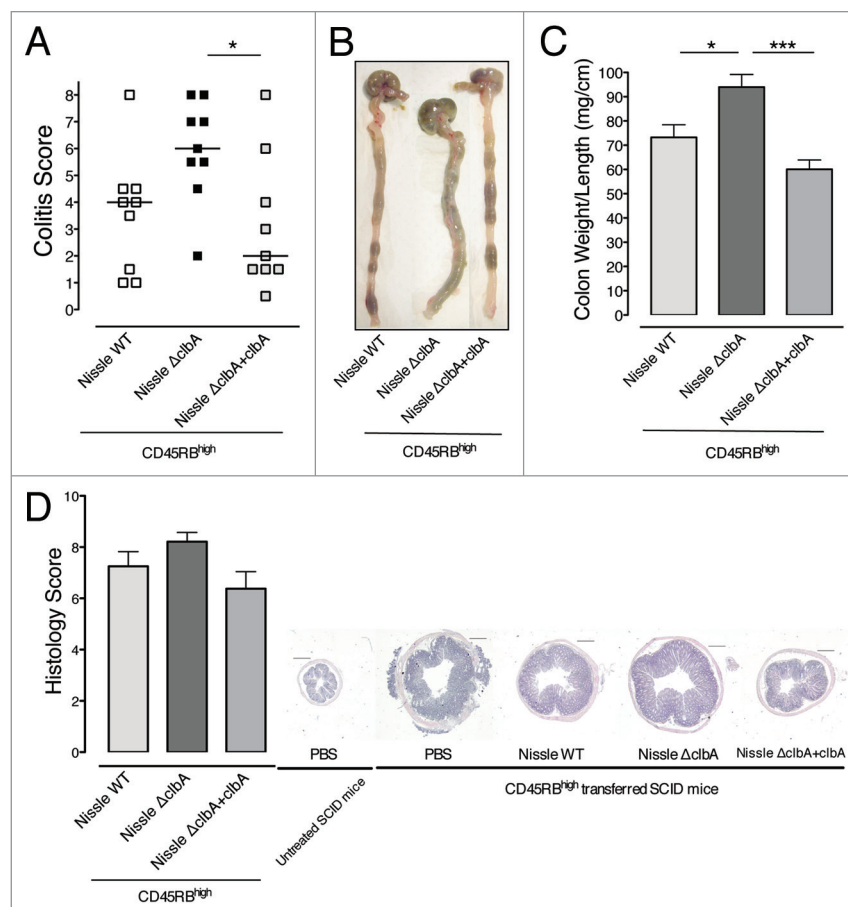 A
*
Colitis Score
8
7
6
5
4
3
2
1
0
Nissle WT
Nissle ΔclbA
Nissle ΔclbA+clbA
CD45RBhigh
B
Nissle WT
Nissle ΔclbA
Nissle ΔclbA+clbA
CD45RBhigh
C
* ***
Colon Weight/Length (mg/cm)
100
90
80
70
60
50
40
30
20
10
0
Nissle WT
Nissle ΔclbA
Nissle ΔclbA+clbA
CD45RBhigh
D
Histology Score
10
8
6
4
2
0
Nissle WT
Nissle ΔclbA
Nissle ΔclbA+clbA
CD45RBhigh
PBS PBS Nissle WT Nissle ΔclbA Nissle ΔclbA+clbA
Untreated SCID mice
CD45RBhigh transferred SCID mice